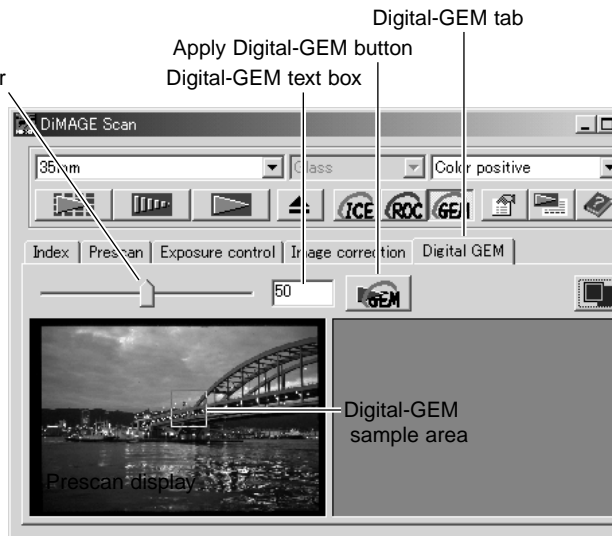 Digital-GEM tab
Apply Digital-GEM button
r
Digital-GEM text box
DiMAGE Scan
35mm
Glass
Color positive
ICE
ROC
GEM
Index
Prescan
Exposure control
Image correction
Digital GEM
50
GEM
Digital-GEM
sample area
Prescan display